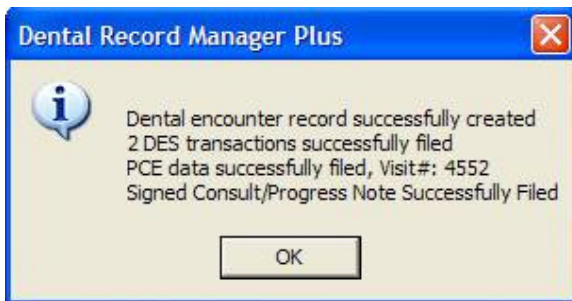 Dental Record Manager Plus
Dental encounter record successfully created
2 DES transactions successfully filed
PCE data successfully filed, Visit#: 4552
Signed Consult/Progress Note Successfully Filed
OK